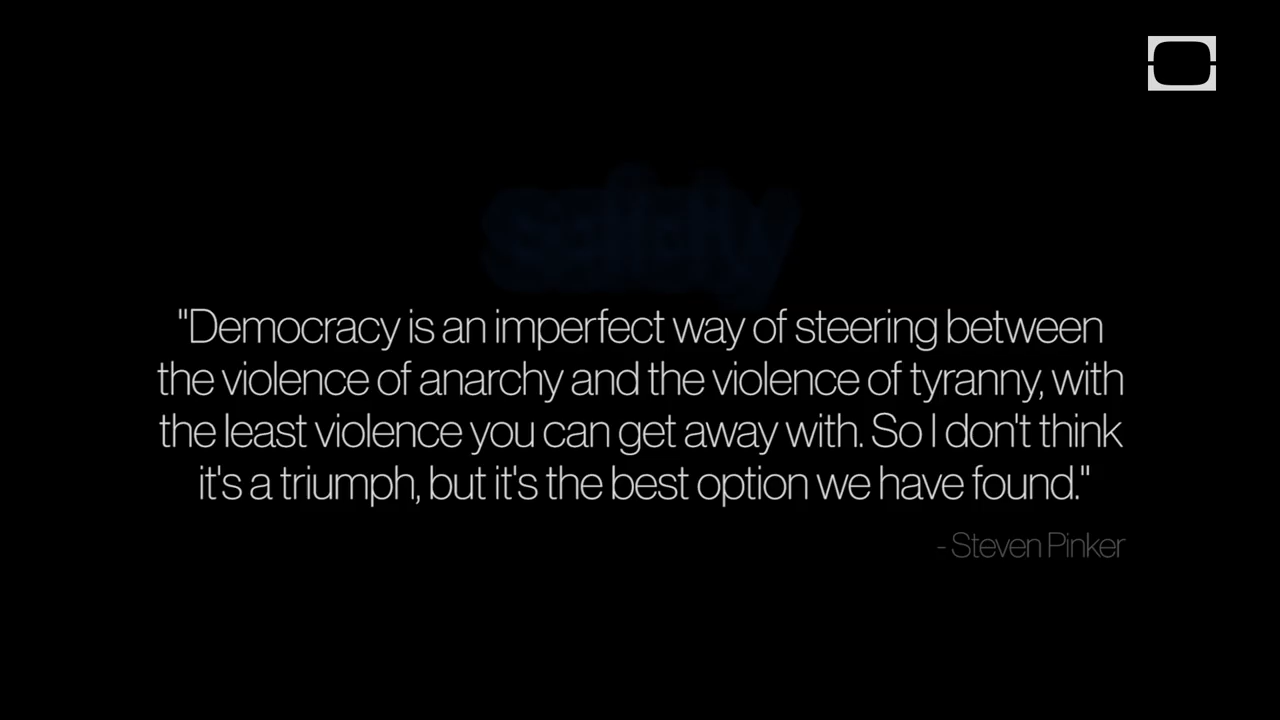 "Democracy is an imperfect way of steering between
the violence of anarchy and the violence of tyranny, with
the least violence you can get away with. So I don't think
it's a triumph, but it's the best option we have found."
- Steven Pinker